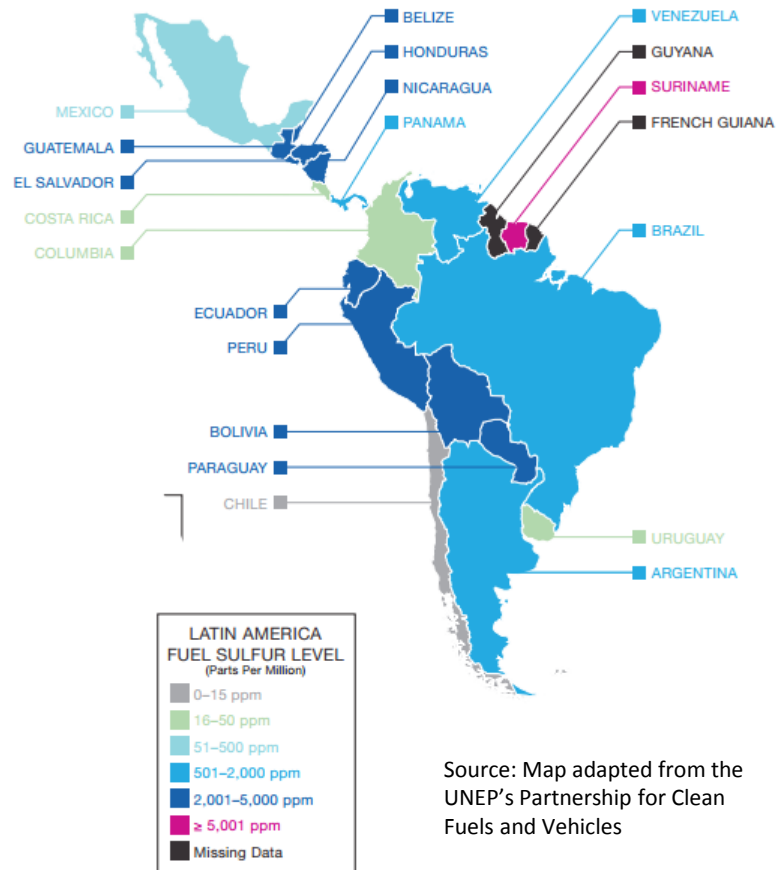 BELIZE
HONDURAS
NICARAGUA
PANAMA
MEXICO
GUATEMALA
EL SALVADOR
COSTA RICA
COLUMBIA
VENEZUELA
GUYANA
SURINAME
FRENCH GUIANA
BRAZIL
ECUADOR
PERU
BOLIVIA
PARAGUAY
CHILE
URUGUAY
ARGENTINA
LATIN AMERICA
FUEL SULFUR LEVEL
(Parts Per Million)
0–15 ppm
16–50 ppm
51–500 ppm
501–2,000 ppm
2,001–5,000 ppm
≥ 5,001 ppm
Missing Data
Source: Map adapted from the
UNEP’s Partnership for Clean
Fuels and Vehicles